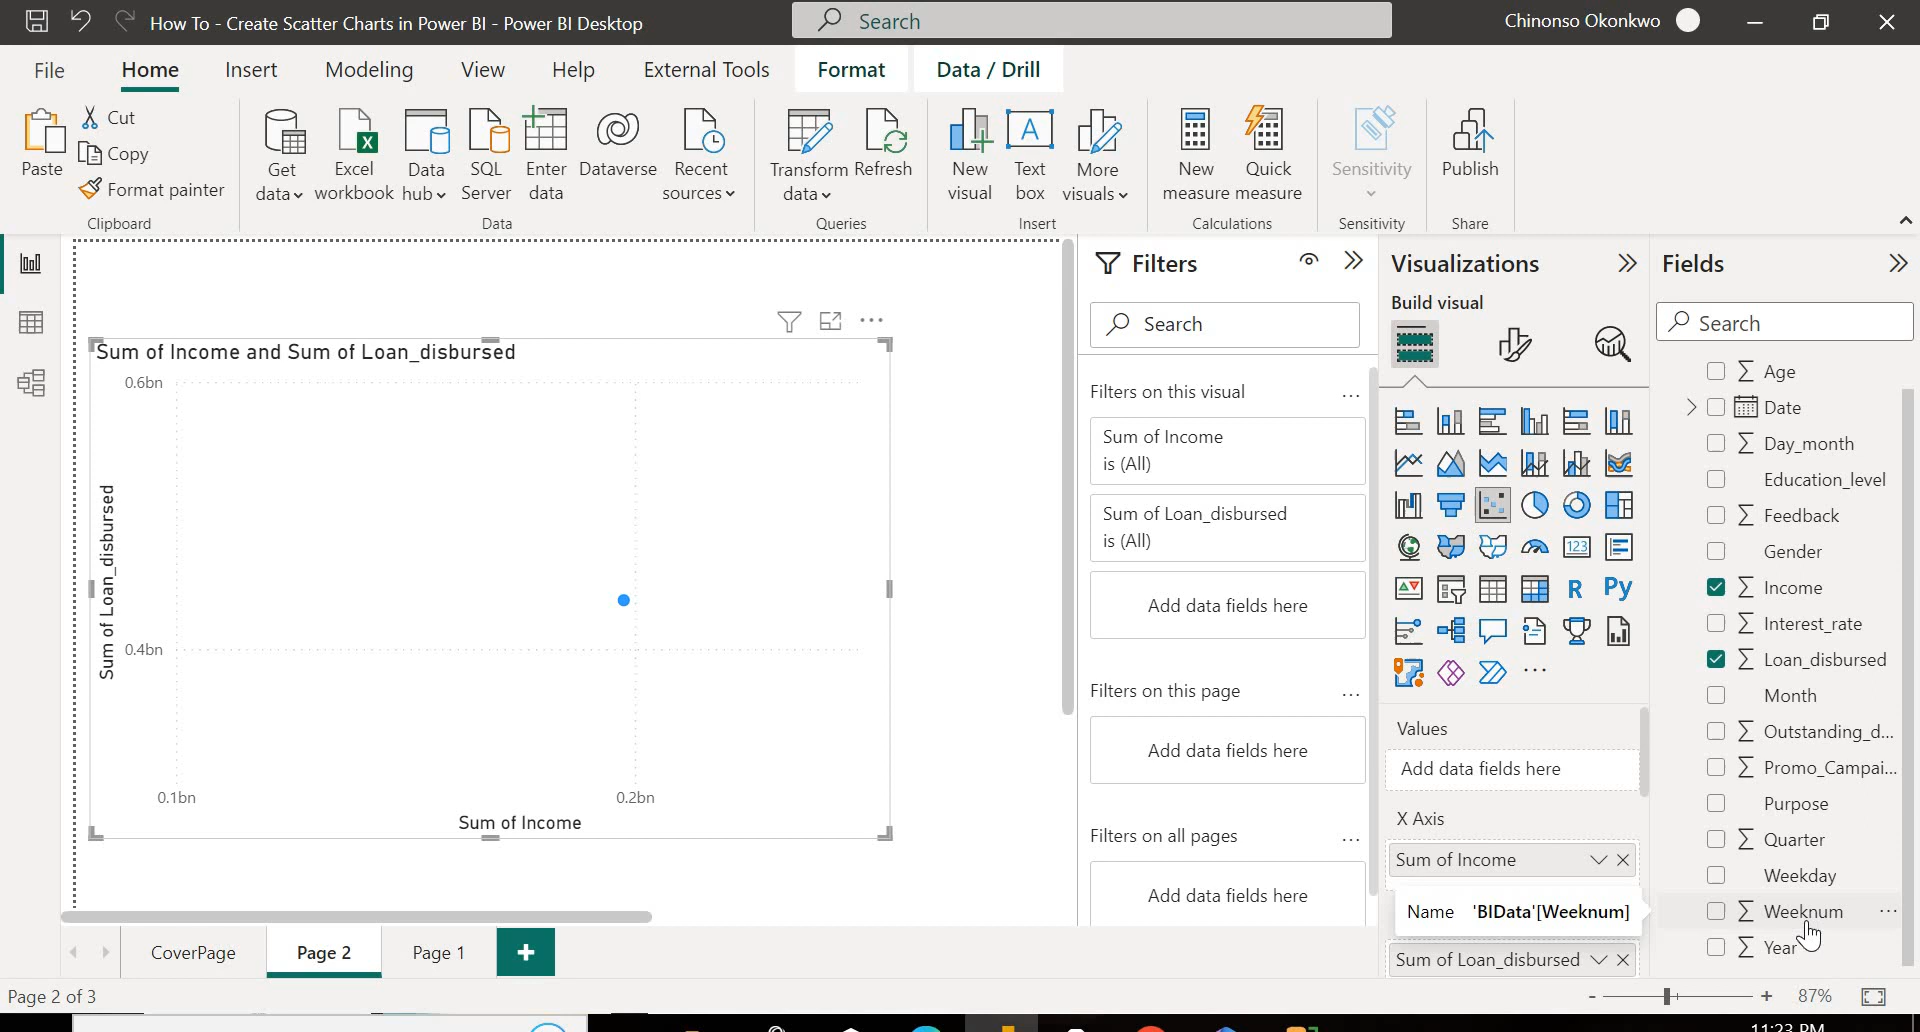 How To - Create Scatter Charts in Power BI - Power BI Desktop
Search
Chinonso Okonkwo
File
Home
Insert
Modeling
View
Help
External Tools
Format
Data / Drill
Paste
Cut
Copy
Format painter
Clipboard
Get data
Excel workbook
Data hub
SQL Server
Enter data
Dataverse
Recent sources
Data
Transform data
Refresh
Queries
New visual
Text box
More visuals
Insert
New measure
Quick measure
Calculations
Sensitivity
Sensitivity
Publish
Share
Sum of Income and Sum of Loan_disbursed
0.6bn
0.4bn
Sum of Loan_disbursed
0.1bn
0.2bn
Sum of Income
Filters
Search
Filters on this visual
...
Sum of Income
is (All)
Sum of Loan_disbursed
is (All)
Add data fields here
Filters on this page
...
Add data fields here
Filters on all pages
...
Add data fields here
Visualizations
Build visual
123
R
Py
...
Values
Add data fields here
X Axis
Sum of Income
Name 'BIData'[Weeknum]
Sum of Loan_disbursed
Fields
Search
Age
Date
Day_month
Education_level
Feedback
Gender
Income
Interest_rate
Loan_disbursed
Month
Outstanding_d...
Promo_Campai...
Purpose
Quarter
Weekday
Weeknum
...
Year
CoverPage
Page 2
Page 1
+
Page 2 of 3
- + 87%
11:23 PM